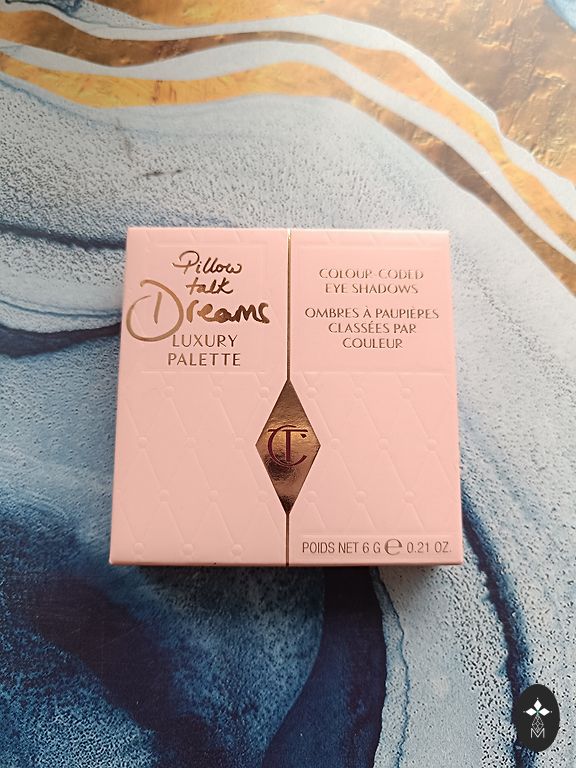 Pillow
talk
Dreams
LUXURY
PALETTE
COLOUR-CODED
EYE SHADOWS
OMBRES À PAUPIÈRES
CLASSÉES PAR
COULEUR
CT
POIDS NET 6 G ℮ 0.21 OZ.
M